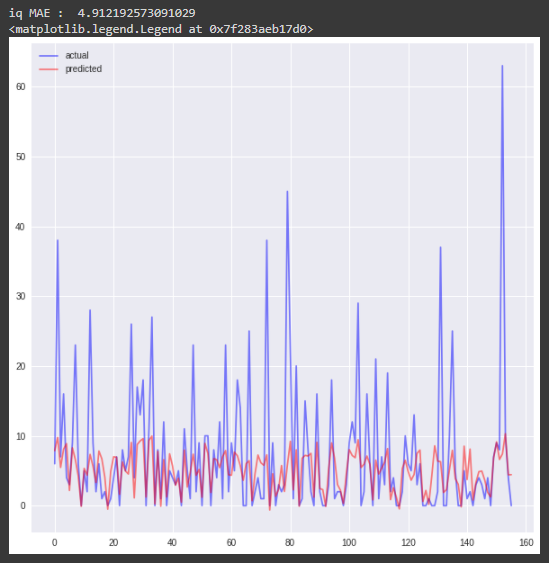 iq MAE :  4.912192573091029
<matplotlib.legend.Legend at 0x7f283aeb17d0>
actual
predicted
60
50
40
30
20
10
0
0 20 40 60 80 100 120 140 160